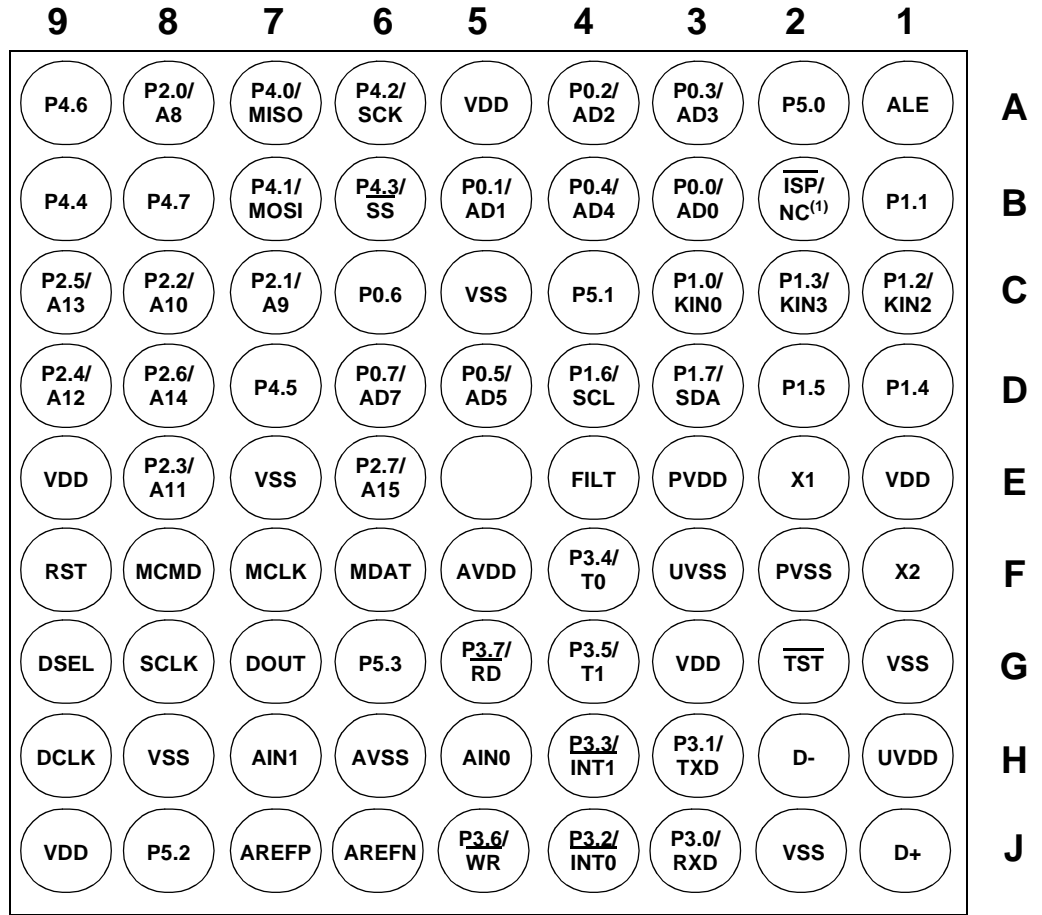 9 8 7 6 5 4 3 2 1
P4.6 P2.0/ P4.0/ P4.2/ VDD P0.2/ P0.3/ P5.0 ALE A
A8 MISO SCK AD2 AD3
P4.4 P4.7 P4.1/ P4.3/ P0.1/ P0.4/ P0.0/ ISP/ P1.1 B
MOSI SS AD1 AD4 AD0 NC(1)
P2.5/ P2.2/ P2.1/ P0.6 VSS P5.1 P1.0/ P1.3/ P1.2/ C
A13 A10 A9 KIN0 KIN3 KIN2
P2.4/ P2.6/ P4.5 P0.7/ P0.5/ P1.6/ P1.7/ P1.5 P1.4 D
A12 A14 AD7 AD5 SCL SDA
VDD P2.3/ VSS P2.7/ FILT PVDD X1 VDD E
A11 A15
RST MCMD MCLK MDAT AVDD P3.4/ UVSS PVSS X2 F
T0
DSEL SCLK DOUT P5.3 P3.7/ P3.5/ VDD TST VSS G
RD T1
DCLK VSS AIN1 AVSS AIN0 P3.3/ P3.1/ D- UVDD H
INT1 TXD
VDD P5.2 AREFP AREFN P3.6/ P3.2/ P3.0/ VSS D+ J
WR INT0 RXD